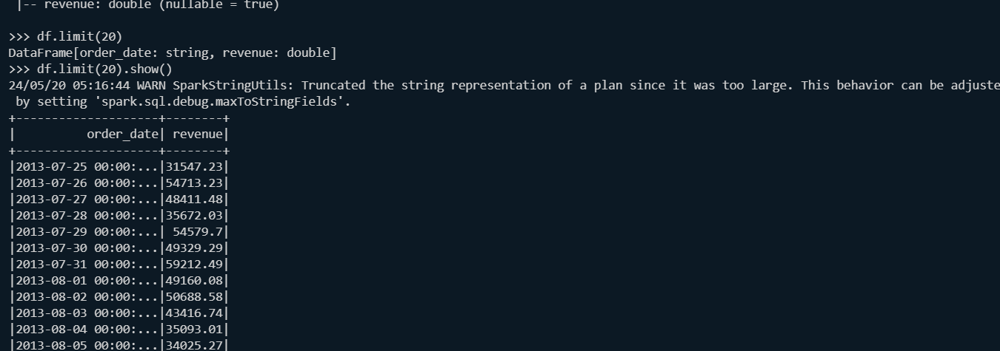 |-- revenue: double (nullable = true)
>>> df.limit(20)
DataFrame[order_date: string, revenue: double]
>>> df.limit(20).show()
24/05/20 05:16:44 WARN SparkStringUtils: Truncated the string representation of a plan since it was too large. This behavior can be adjuste
by setting 'spark.sql.debug.maxToStringFields'.
+--------------------+--------+
|          order_date| revenue|
+--------------------+--------+
|2013-07-25 00:00:...|31547.23|
|2013-07-26 00:00:...|54713.23|
|2013-07-27 00:00:...|48411.48|
|2013-07-28 00:00:...|35672.03|
|2013-07-29 00:00:...| 54579.7|
|2013-07-30 00:00:...|49329.29|
|2013-07-31 00:00:...|59212.49|
|2013-08-01 00:00:...|49160.08|
|2013-08-02 00:00:...|50688.58|
|2013-08-03 00:00:...|43416.74|
|2013-08-04 00:00:...|35093.01|
|2013-08-05 00:00:...|34025.27|